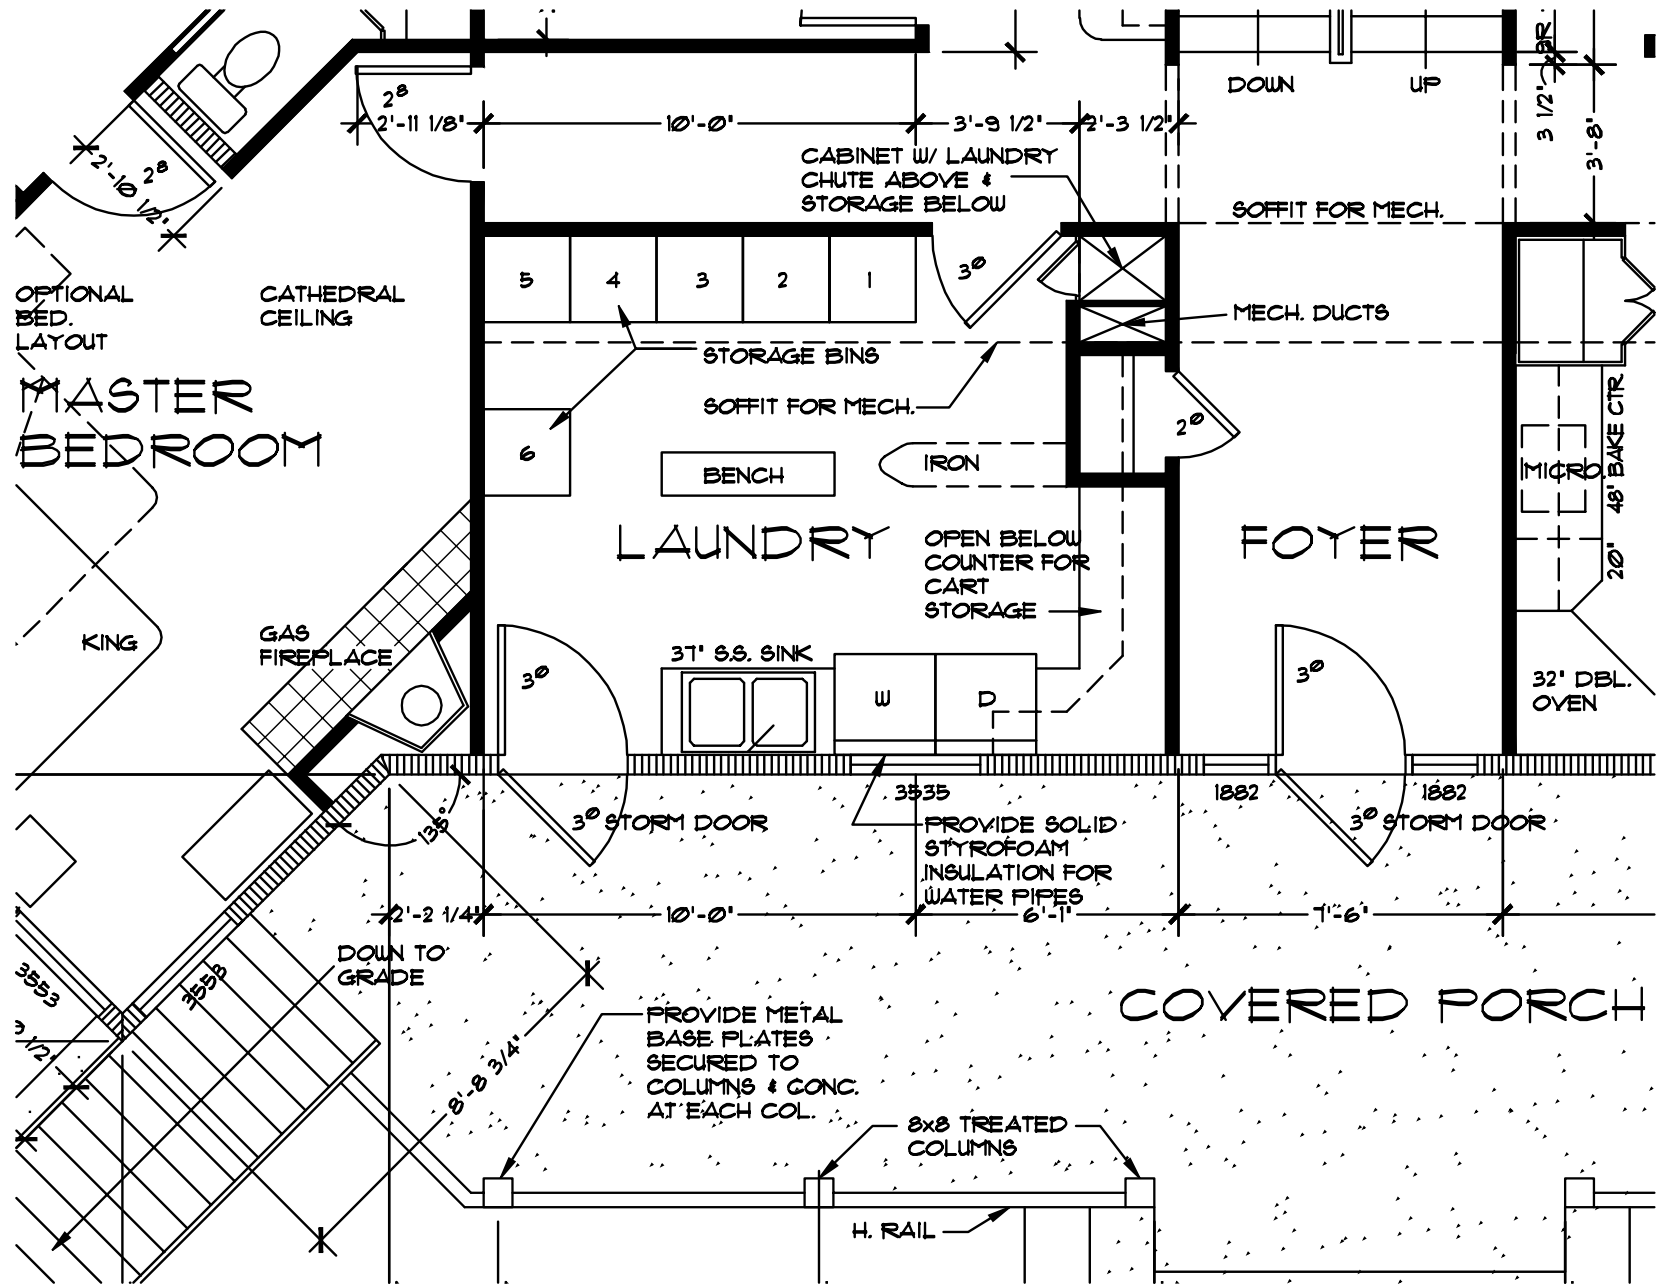 DOWN
UP
3 1/2"
9R
3'-8"
2⁸
2'-11 1/8"
10'-0"
3'-9 1/2"
2'-3 1/2"
2⁸
2'-10 1/2"
CABINET W/ LAUNDRY
CHUTE ABOVE &
STORAGE BELOW
SOFFIT FOR MECH.
5
4
3
2
1
3⁰
OPTIONAL
BED.
LAYOUT
CATHEDRAL
CEILING
MECH. DUCTS
STORAGE BINS
MASTER
BEDROOM
SOFFIT FOR MECH.
2⁰
6
BENCH
IRON
MICRO.
48" BAKE CTR
20"
LAUNDRY
OPEN BELOW
COUNTER FOR
CART
STORAGE
FOYER
KING
GAS
FIREPLACE
37" S.S. SINK
3⁰
W
D
3⁰
32" DBL.
OVEN
3535
1882
1882
135°
3⁰ STORM DOOR
PROVIDE SOLID
STYROFOAM
INSULATION FOR
WATER PIPES
3⁰ STORM DOOR
2'-2 1/4"
10'-0"
6'-1"
7'-6"
DOWN TO
GRADE
3553
3553
1/2"
COVERED PORCH
PROVIDE METAL
BASE PLATES
SECURED TO
COLUMNS & CONC.
AT EACH COL.
8'-8 3/4"
8x8 TREATED
COLUMNS
H. RAIL